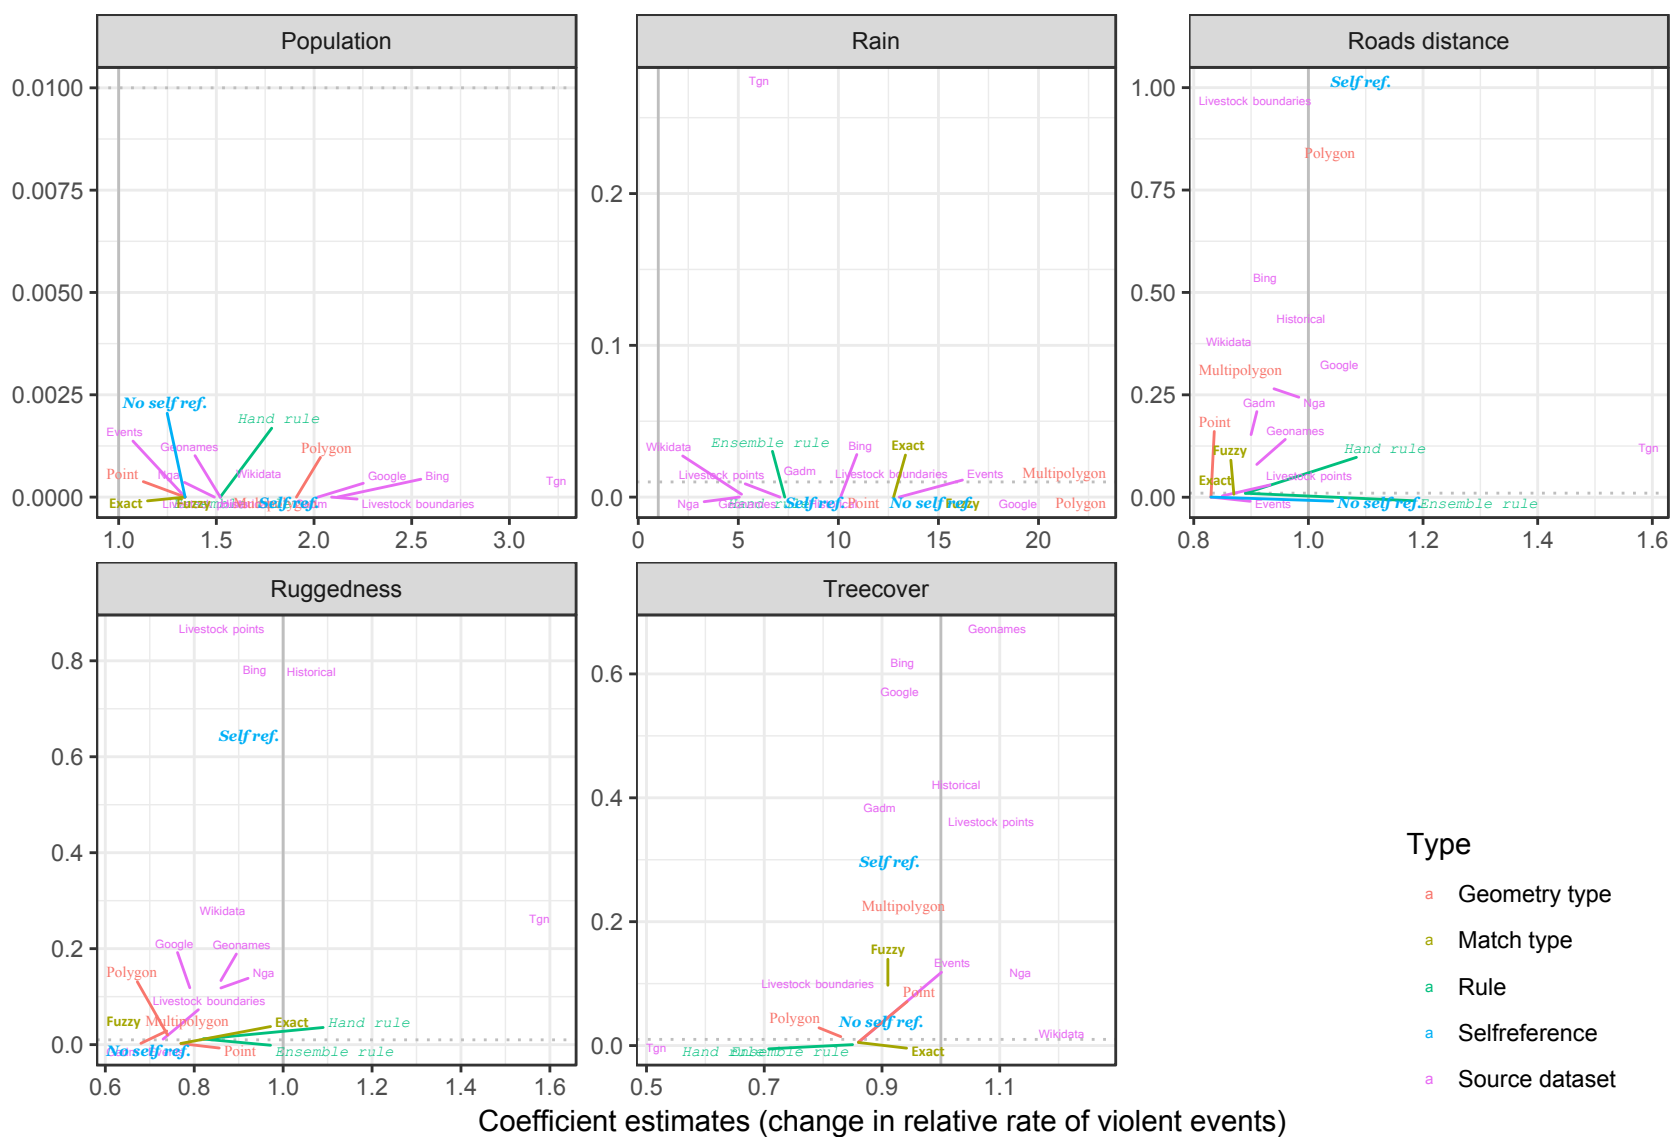 Population
Rain
Roads distance
0.0100
0.0075
0.0050
0.0025
0.0000
No self ref.
Hand rule
Events
Geonames
Polygon
Point
Nga
Wikidata
Google
Bing
Tgn
Exact
Fuzzy
Self ref.
Livestock boundaries
1.0
1.5
2.0
2.5
3.0
0.2
0.1
0.0
Tgn
Wikidata
Ensemble rule
Bing
Exact
Livestock points
Gadm
Livestock boundaries
Events
Multipolygon
Nga
Geonames
Self ref.
Point
No self ref.
Fuzzy
Google
Polygon
0
5
10
15
20
1.00
0.75
0.50
0.25
0.00
Self ref.
Livestock boundaries
Polygon
Bing
Historical
Wikidata
Google
Multipolygon
Gadm
Nga
Point
Geonames
Fuzzy
Hand rule
Tgn
Exact
Livestock points
Events
No self ref.
Ensemble rule
0.8
1.0
1.2
1.4
1.6
Ruggedness
Treecover
0.8
0.6
0.4
0.2
0.0
Livestock points
Bing
Historical
Self ref.
Wikidata
Tgn
Google
Geonames
Polygon
Nga
Livestock boundaries
Fuzzy
Multipolygon
Exact
Hand rule
No self ref.
Point
Ensemble rule
0.6
0.8
1.0
1.2
1.4
1.6
0.6
0.4
0.2
0.0
Geonames
Bing
Google
Historical
Gadm
Livestock points
Self ref.
Multipolygon
Fuzzy
Events
Nga
Livestock boundaries
Point
Polygon
No self ref.
Wikidata
Tgn
Hand rule
Ensemble rule
Exact
0.5
0.7
0.9
1.1
Type
a Geometry type
a Match type
a Rule
a Selfreference
a Source dataset
Coefficient estimates (change in relative rate of violent events)